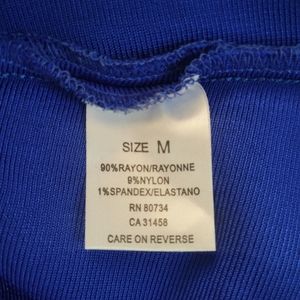 SIZE M
90%RAYON/RAYONNE
9%NYLON
1%SPANDEX/ELASTANO
RN 80734
CA 31458
CARE ON REVERSE